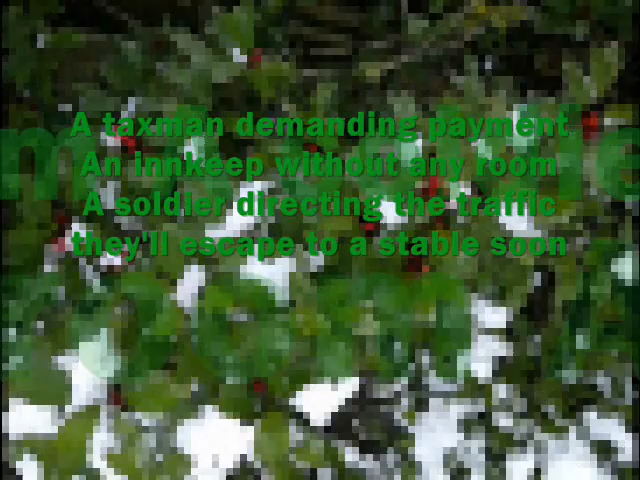 A taxman demanding payment
An innkeep without any room
A soldier directing the traffic
they'll escape to a stable soon